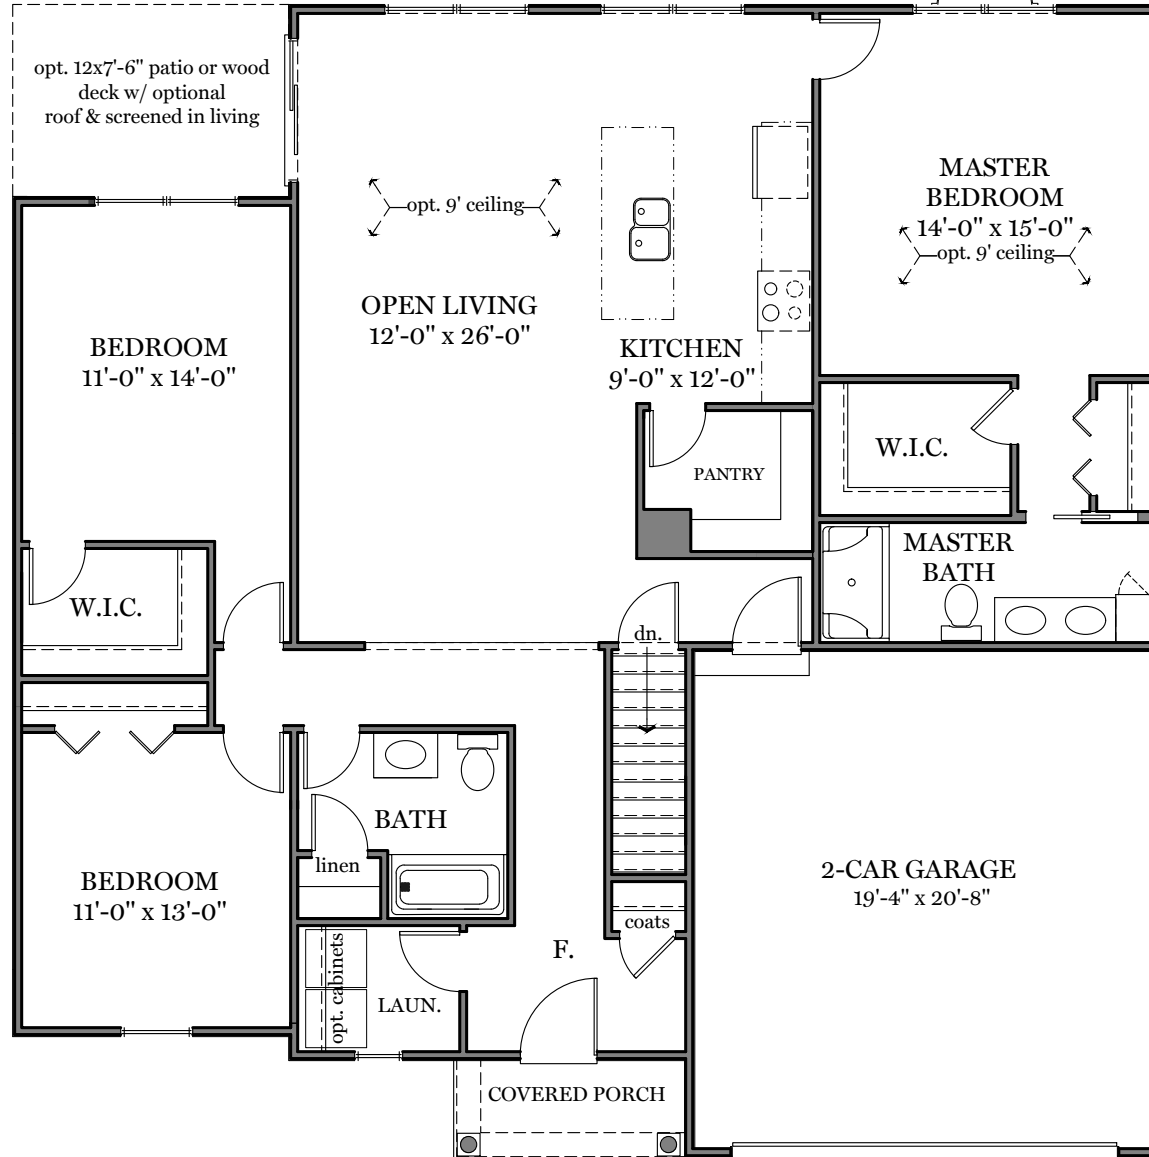 opt. 12x7'-6" patio or wood
deck w/ optional
roof & screened in living
opt. 9' ceiling
MASTER
BEDROOM
14'-0" x 15'-0"
opt. 9' ceiling
OPEN LIVING
12'-0" x 26'-0"
BEDROOM
11'-0" x 14'-0"
KITCHEN
9'-0" x 12'-0"
W.I.C.
PANTRY
MASTER
BATH
W.I.C.
dn.
BATH
linen
2-CAR GARAGE
19'-4" x 20'-8"
BEDROOM
11'-0" x 13'-0"
coats
F.
opt. cabinets
LAUN.
COVERED PORCH